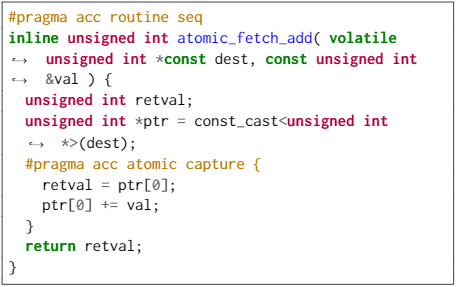 #pragma acc routine seq
inline unsigned int atomic_fetch_add( volatile
↪ unsigned int *const dest, const unsigned int
↪ &val ) {
  unsigned int retval;
  unsigned int *ptr = const_cast<unsigned int
  ↪ *>(dest);
  #pragma acc atomic capture {
    retval = ptr[0];
    ptr[0] += val;
  }
  return retval;
}